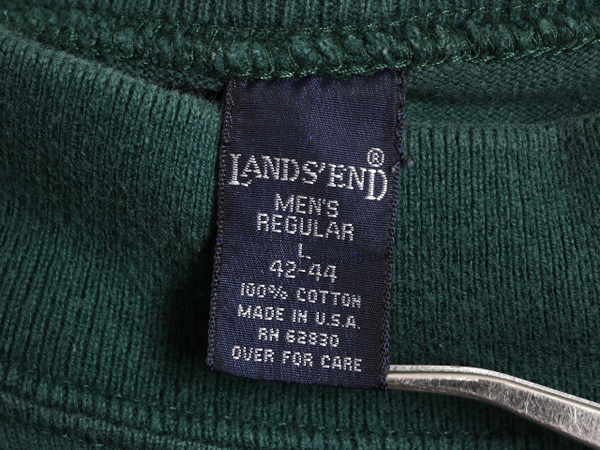 LANDS' END®
MEN'S
REGULAR
L
42-44
100% COTTON
MADE IN U.S.A.
RN 62830
OVER FOR CARE